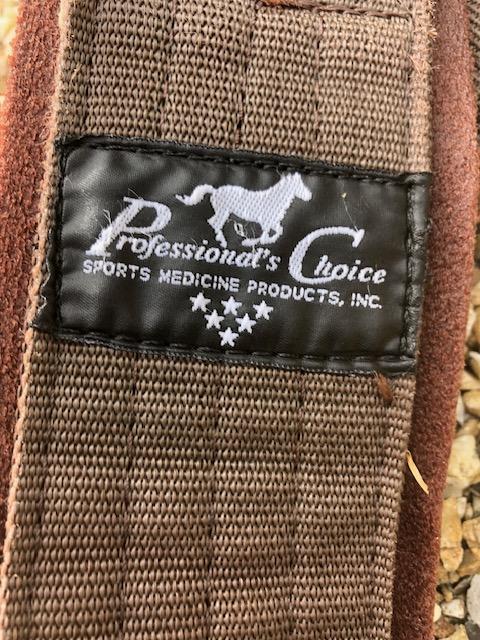 Professional's Choice
SPORTS MEDICINE PRODUCTS, INC.